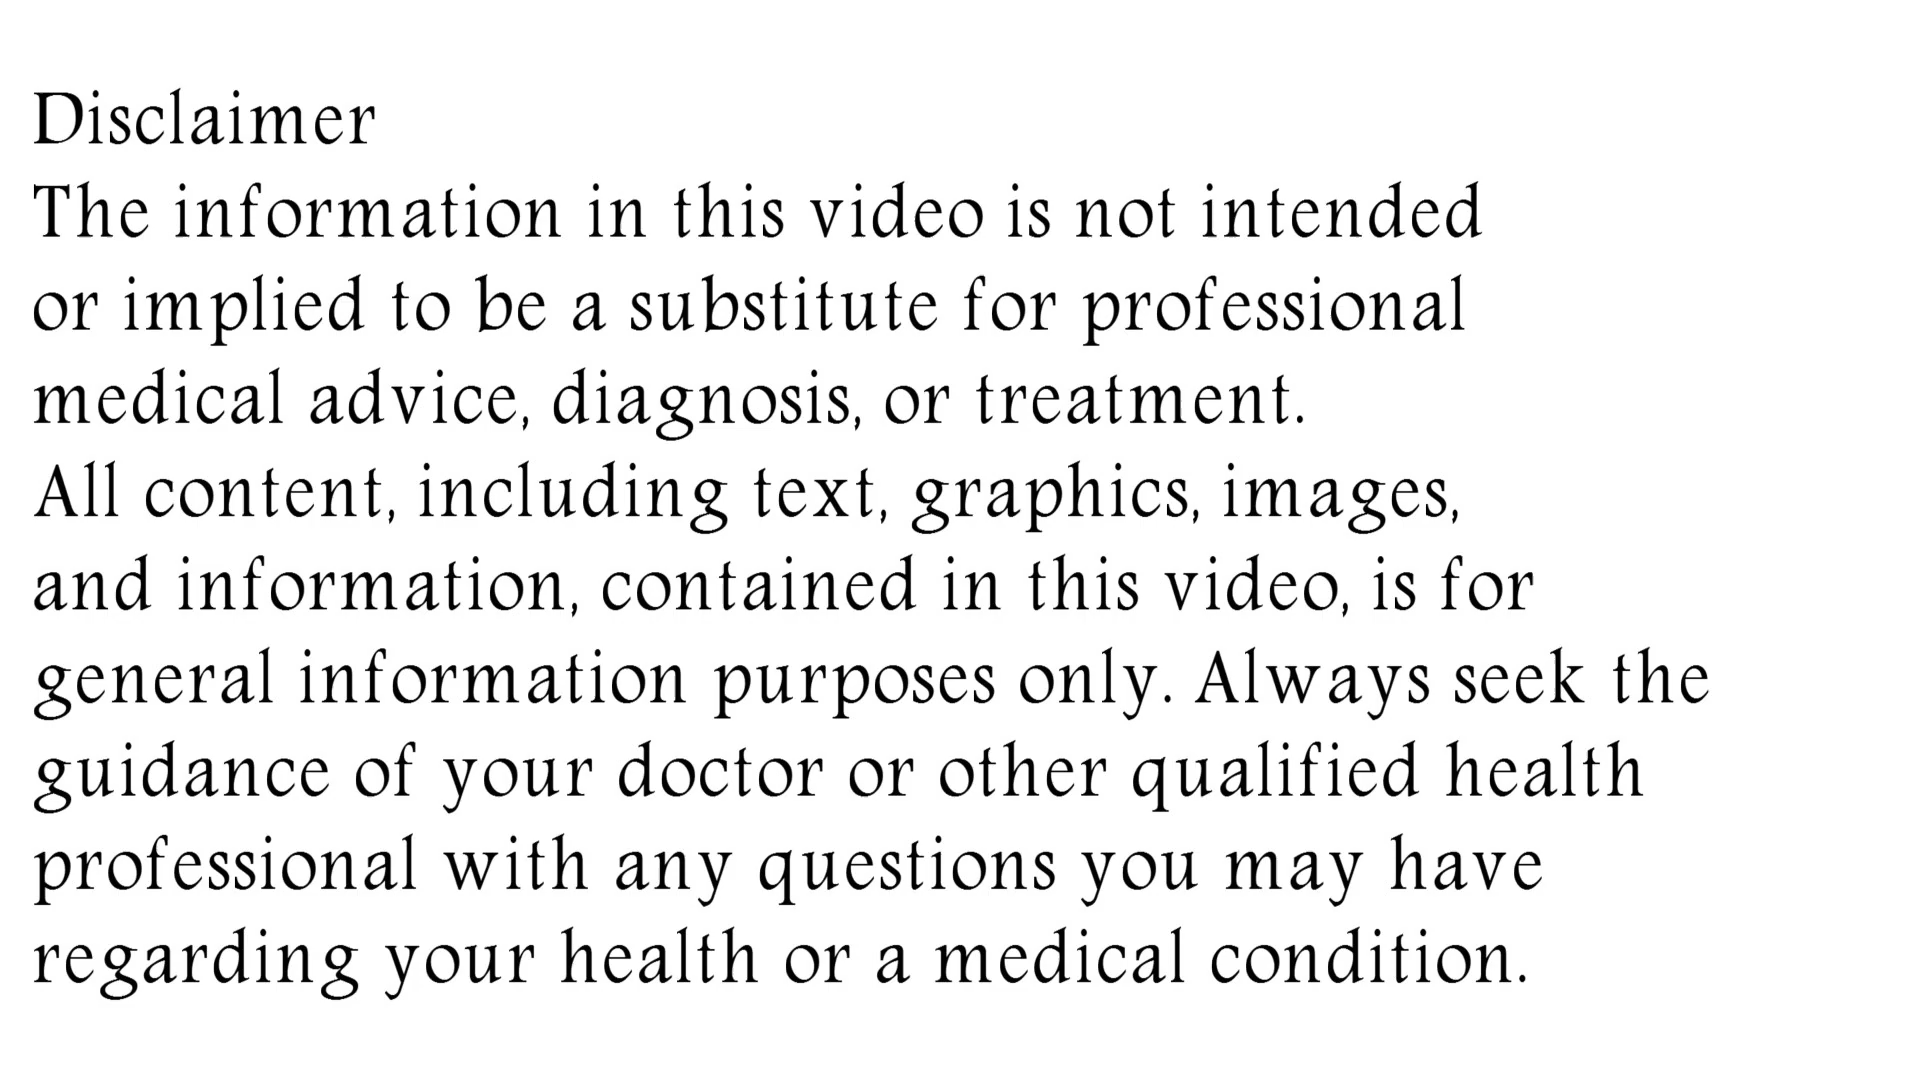 Disclaimer
The information in this video is not intended
or implied to be a substitute for professional
medical advice, diagnosis, or treatment.
All content, including text, graphics, images,
and information, contained in this video, is for
general information purposes only. Always seek the
guidance of your doctor or other qualified health
professional with any questions you may have
regarding your health or a medical condition.